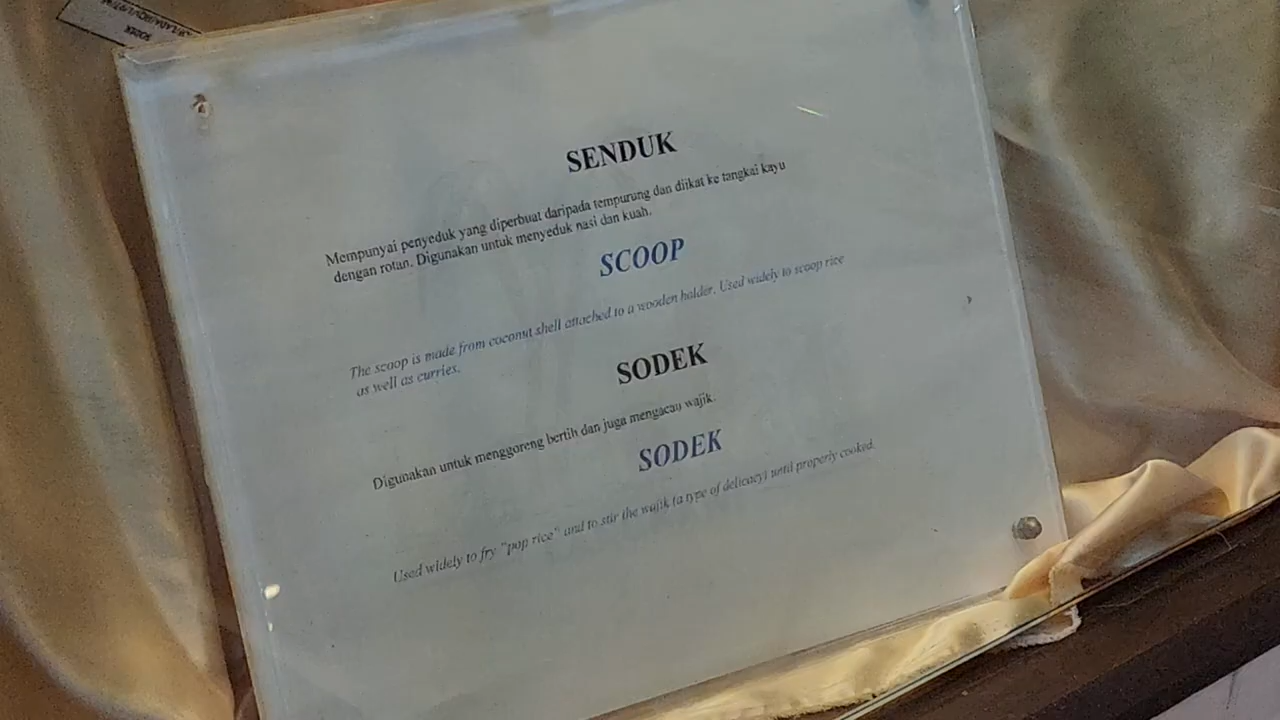 SODEK
SENDUK
Mempunyai penyeduk yang diperbuat daripada tempurung dan diikat ke tangkai kayu
dengan rotan. Digunakan untuk menyeduk nasi dan kuah.
SCOOP
The scoop is made from coconut shell attached to a wooden holder. Used widely to scoop rice
as well as curries.
SODEK
Digunakan untuk menggoreng bertih dan juga mengacau wajik.
SODEK
Used widely to fry "pop rice" and to stir the wajik (a type of delicacy) until properly cooked.